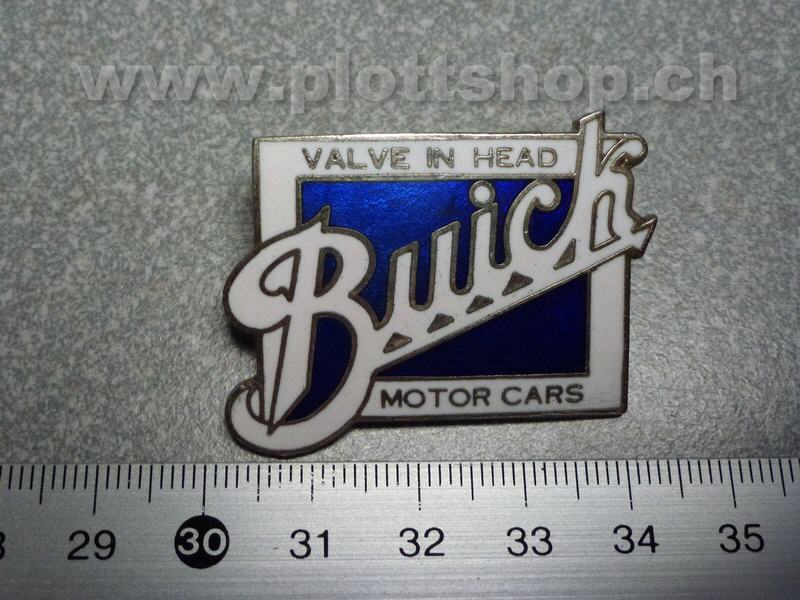 www.plottshop.ch
VALVE IN HEAD
Buick
MOTOR CARS
29 30 31 32 33 34 35